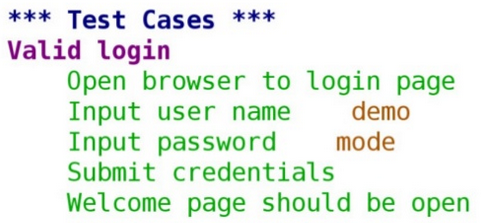 *** Test Cases ***
Valid login
    Open browser to login page
    Input user name    demo
    Input password    mode
    Submit credentials
    Welcome page should be open